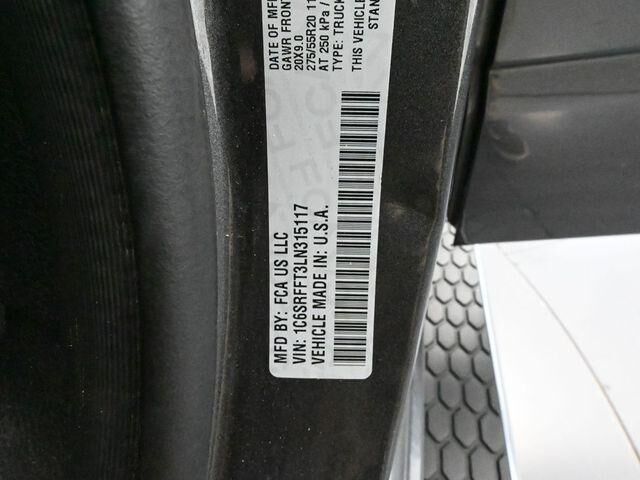 MFD BY: FCA US LLC
VIN: 1C6SRFFT3LN315117
VEHICLE MADE IN: U.S.A.
DATE OF MF
GAWR FRONT
20X9.0
275/55R20 11
AT 250 kPa /
TYPE: TRUCK
THIS VEHICLE
STAN